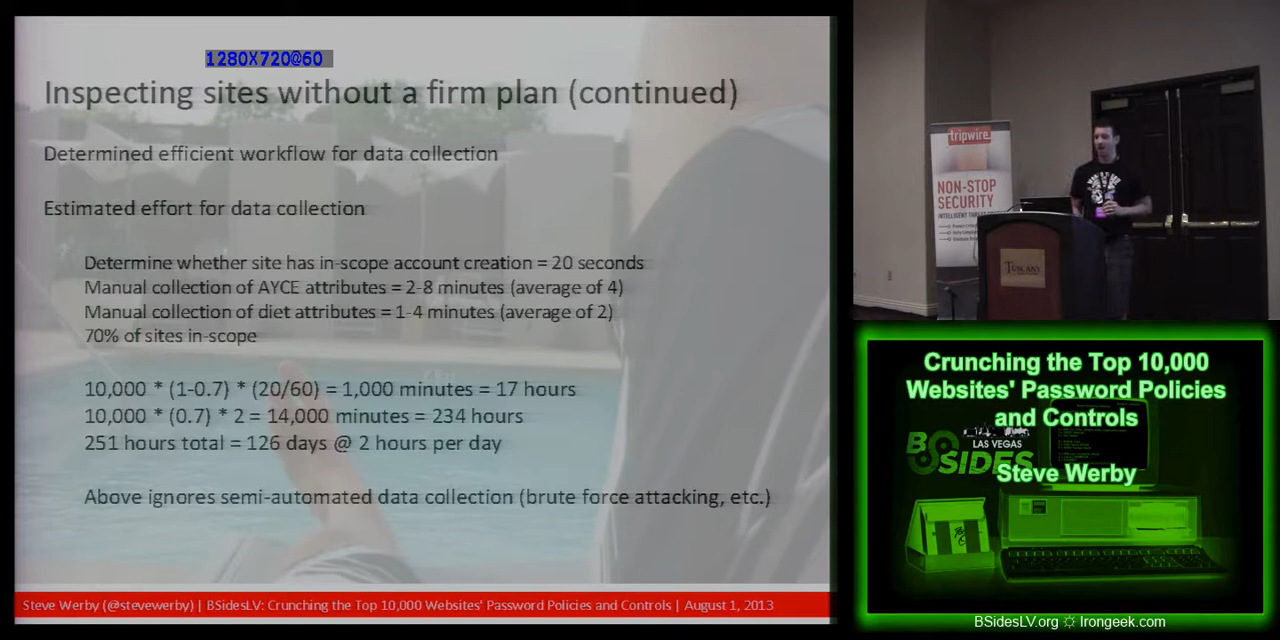 1280X720@60
Inspecting sites without a firm plan (continued)
Determined efficient workflow for data collection
Estimated effort for data collection
Determine whether site has in-scope account creation = 20 seconds
Manual collection of AYCE attributes = 2-8 minutes (average of 4)
Manual collection of diet attributes = 1-4 minutes (average of 2)
70% of sites in-scope
10,000 * (1-0.7) * (20/60) = 1,000 minutes = 17 hours
10,000 * (0.7) * 2 = 14,000 minutes = 234 hours
251 hours total = 126 days @ 2 hours per day
Above ignores semi-automated data collection (brute force attacking, etc.)
Steve Werby (@stevewerby) | BSidesLV: Crunching the Top 10,000 Websites' Password Policies and Controls | August 1, 2013
tripwire
NON-STOP
SECURITY
TUSCANY
Crunching the Top 10,000
Websites' Password Policies
and Controls
LAS VEGAS
BSIDES
Steve Werby
BSidesLV.org ☼ Irongeek.com